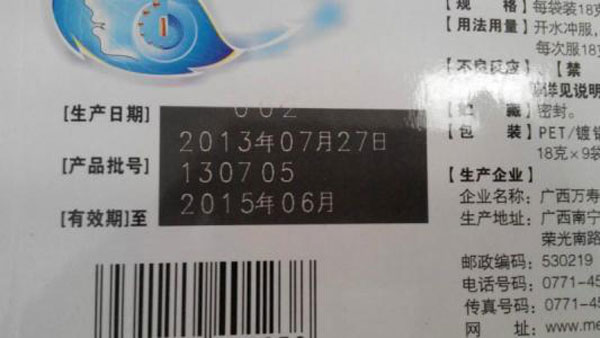 [生产日期]
002
2013年07月27日
[产品批号]
130705
[有效期]至
2015年06月
【规 格】每袋装18克
【用法用量】开水冲服,
每次服18克
【不良反应】【禁
详见说明
【贮 藏】密封。
【包 装】PET/镀铝
18克×9袋
【生产企业】
企业名称: 广西万寿
生产地址: 广西南宁
荣光南路
邮政编码: 530219
电话号码: 0771-45
传真号码: 0771-45
网 址: www.me